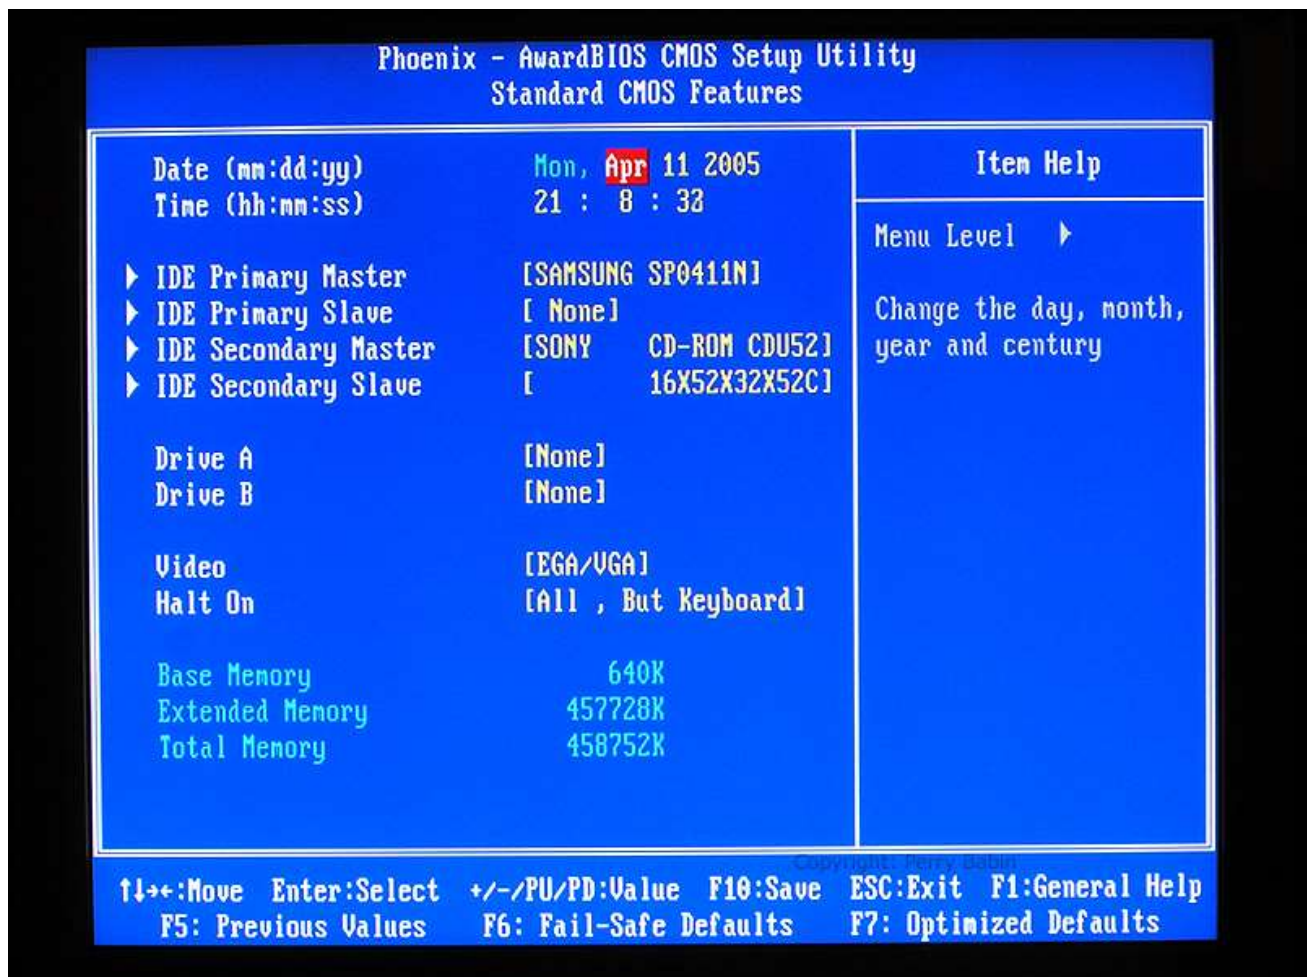 Phoenix - AwardBIOS CMOS Setup Utility
Standard CMOS Features
Date (mm:dd:yy) Mon, Apr 11 2005
Time (hh:mm:ss) 21 : 8 :
IDE Primary Master [SAMSUNG SP0411N]
IDE Primary Slave [ None]
IDE Secondary Master [SONY CD-ROM CDU52]
IDE Secondary Slave [ 16X52X32X52C]
Drive A [None]
Drive B [None]
Video [EGA/VGA]
Halt On [All , But Keyboard]
Base Memory 640K
Extended Memory 457728K
Total Memory 458752K
Item Help
Menu Level ▶
Change the day, month,
year and century
Copyright: Perry Babin
↑↓→←:Move Enter:Select +/-/PU/PD:Value F10:Save ESC:Exit F1:General Help
F5: Previous Values F6: Fail-Safe Defaults F7: Optimized Defaults